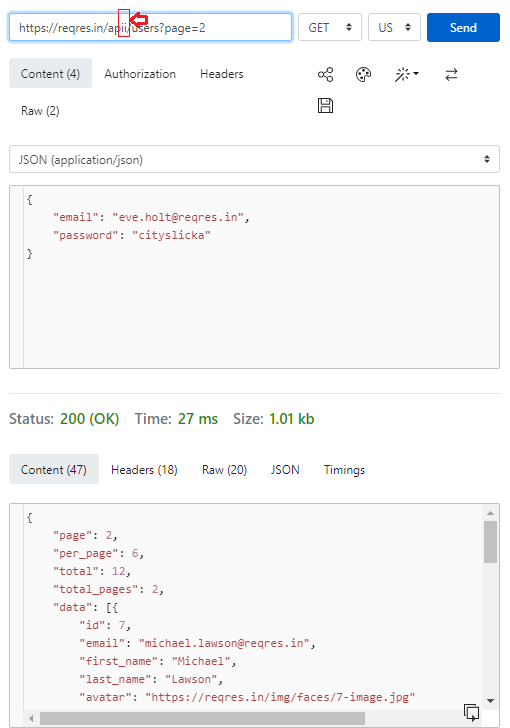 https://reqres.in/apii/users?page=2
GET
US
Send
Content (4)
Authorization
Headers
Raw (2)
JSON (application/json)
{
"email": "eve.holt@reqres.in",
"password": "cityslicka"
}
Status: 200 (OK) Time: 27 ms Size: 1.01 kb
Content (47)
Headers (18)
Raw (20)
JSON
Timings
{
"page": 2,
"per_page": 6,
"total": 12,
"total_pages": 2,
"data": [{
"id": 7,
"email": "michael.lawson@reqres.in",
"first_name": "Michael",
"last_name": "Lawson",
"avatar": "https://reqres.in/img/faces/7-image.jpg"